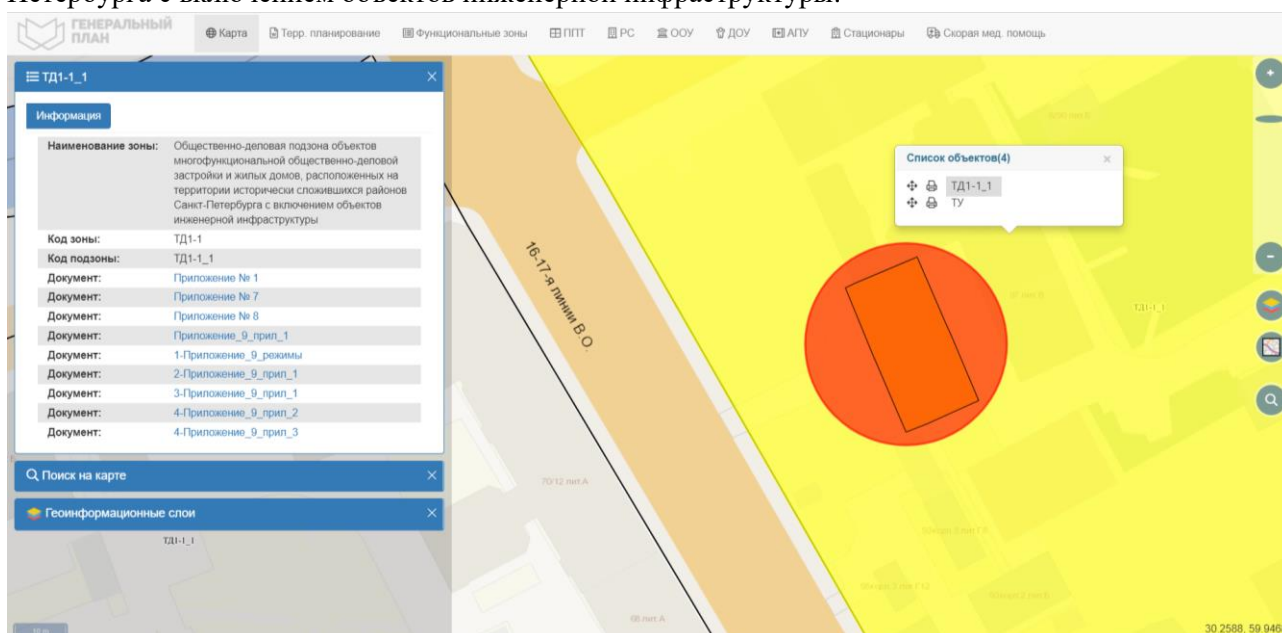 Петербурга с включением объектов инженерной инфраструктуры.
ГЕНЕРАЛЬНЫЙ
ПЛАН
Карта
Терр. планирование
Функциональные зоны
ППТ
РС
ООУ
ДОУ
АПУ
Стационары
Скорая мед. помощь
ТД1-1_1
Информация
Наименование зоны: Общественно-деловая подзона объектов
многофункциональной общественно-деловой
застройки и жилых домов, расположенных на
территории исторически сложившихся районов
Санкт-Петербурга с включением объектов
инженерной инфраструктуры
Код зоны: ТД1-1
Код подзоны: ТД1-1_1
Документ: Приложение № 1
Документ: Приложение № 7
Документ: Приложение № 8
Документ: Приложение_9_прил_1
Документ: 1-Приложение_9_режимы
Документ: 2-Приложение_9_прил_1
Документ: 3-Приложение_9_прил_1
Документ: 4-Приложение_9_прил_2
Документ: 4-Приложение_9_прил_3
Поиск на карте
Геоинформационные слои
ТД1-1_1
16-17-я линии В.О.
Список объектов(4)
ТД1-1_1
ТУ
ТД1-1_1
70/12 лит.А
66 лит.А
30.2588, 59.946